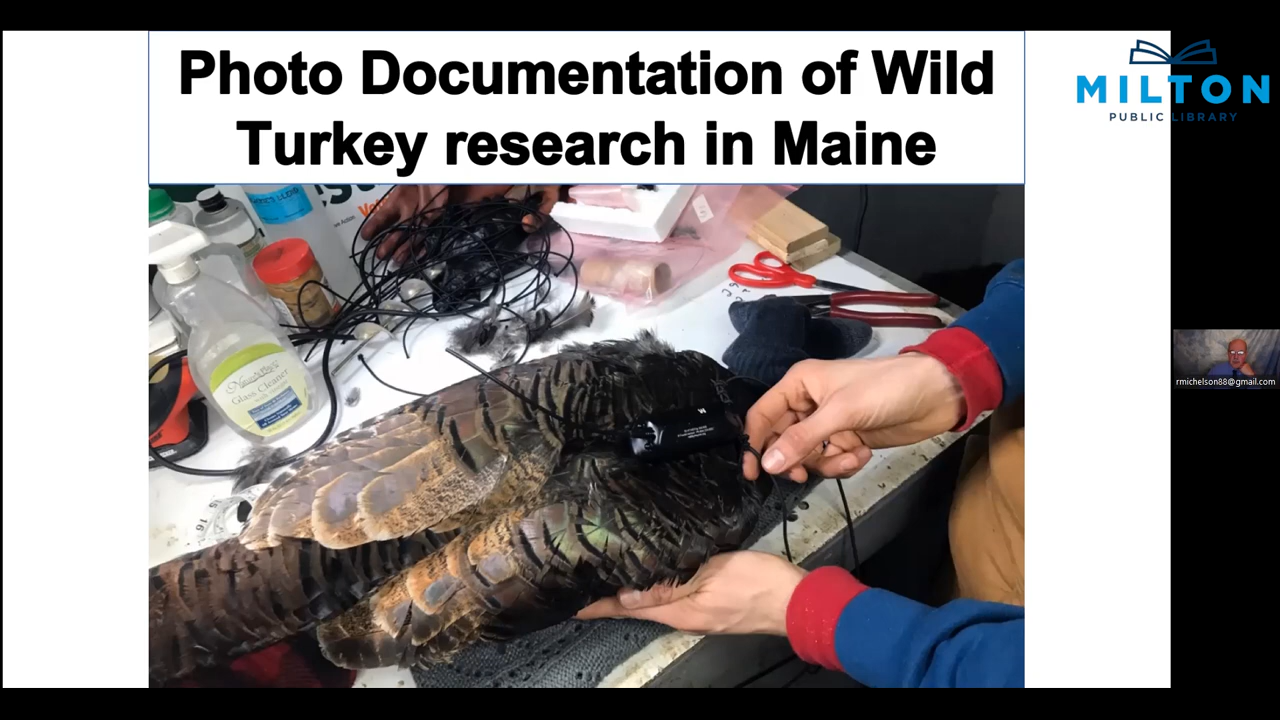 Photo Documentation of Wild
Turkey research in Maine
MILTON
PUBLIC LIBRARY
Glass Cleaner
rmichelson88@gmail.com